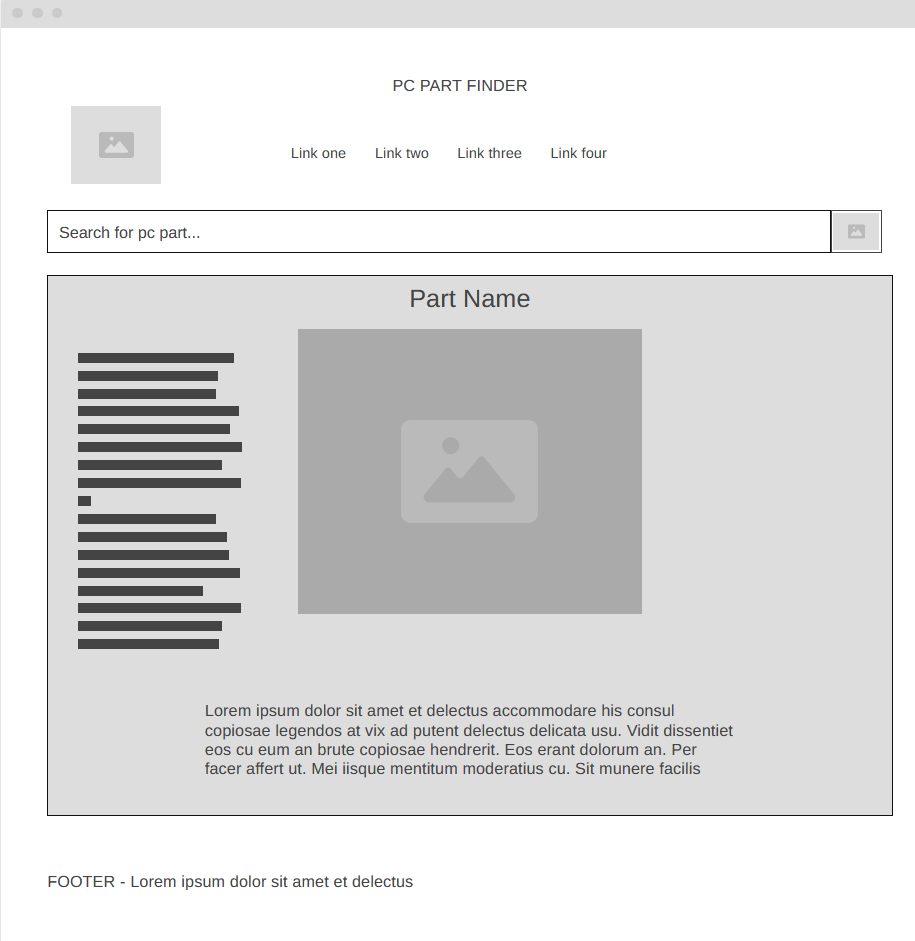 PC PART FINDER
Link one Link two Link three Link four
Search for pc part...
Part Name
Lorem ipsum dolor sit amet et delectus accommodare his consul
copiosae legendos at vix ad putent delectus delicata usu. Vidit dissentiet
eos cu eum an brute copiosae hendrerit. Eos erant dolorum an. Per
facer affert ut. Mei iisque mentitum moderatius cu. Sit munere facilis
FOOTER - Lorem ipsum dolor sit amet et delectus